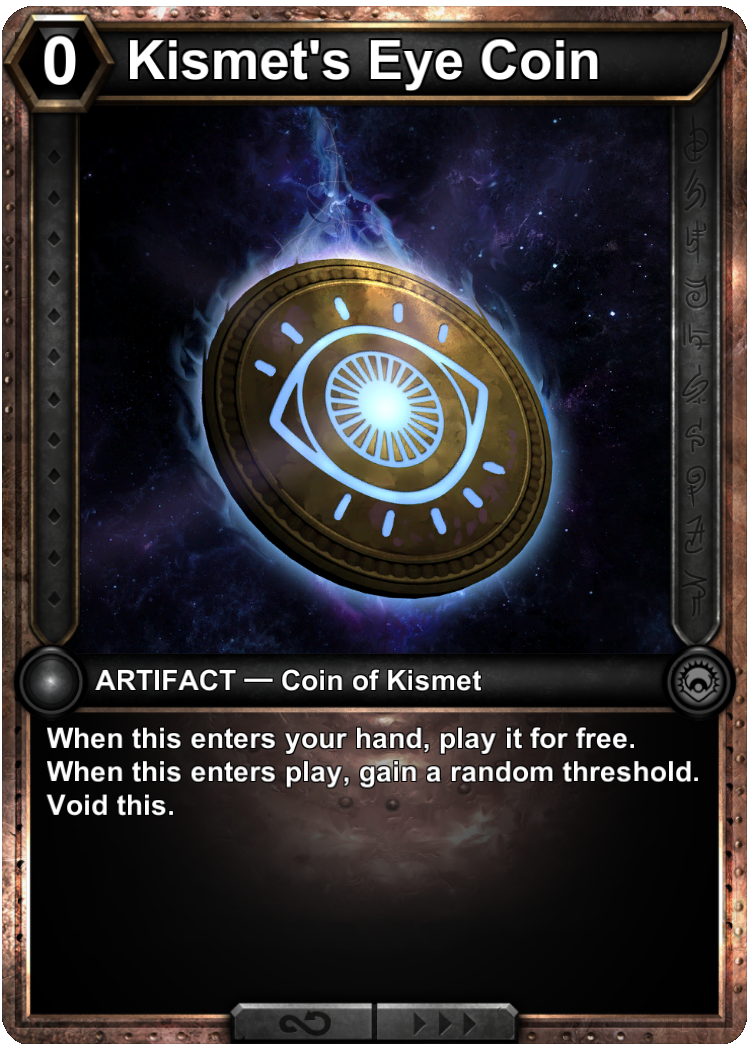 0
Kismet's Eye Coin
ARTIFACT — Coin of Kismet
When this enters your hand, play it for free.
When this enters play, gain a random threshold.
Void this.